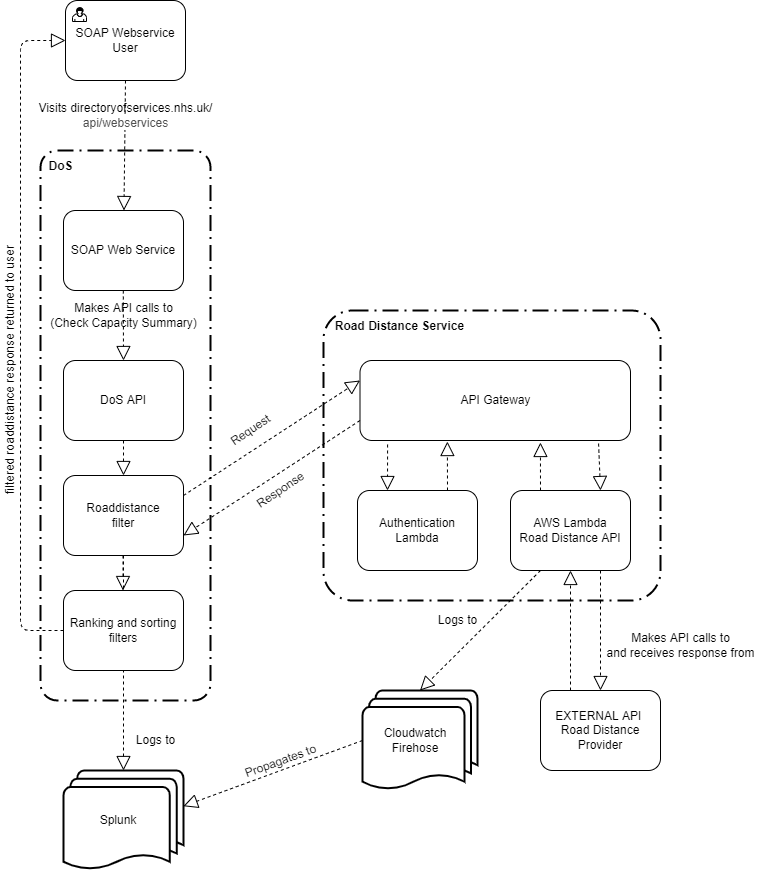 SOAP Webservice
User
Visits directoryofservices.nhs.uk/
api/webservices
DoS
SOAP Web Service
Makes API calls to
(Check Capacity Summary)
filtered roaddistance response returned to user
DoS API
Roaddistance
filter
Ranking and sorting
filters
Request
Response
Road Distance Service
API Gateway
Authentication
Lambda
AWS Lambda
Road Distance API
Logs to
Makes API calls to
and receives response from
EXTERNAL API
Road Distance
Provider
Cloudwatch
Firehose
Propagates to
Logs to
Splunk